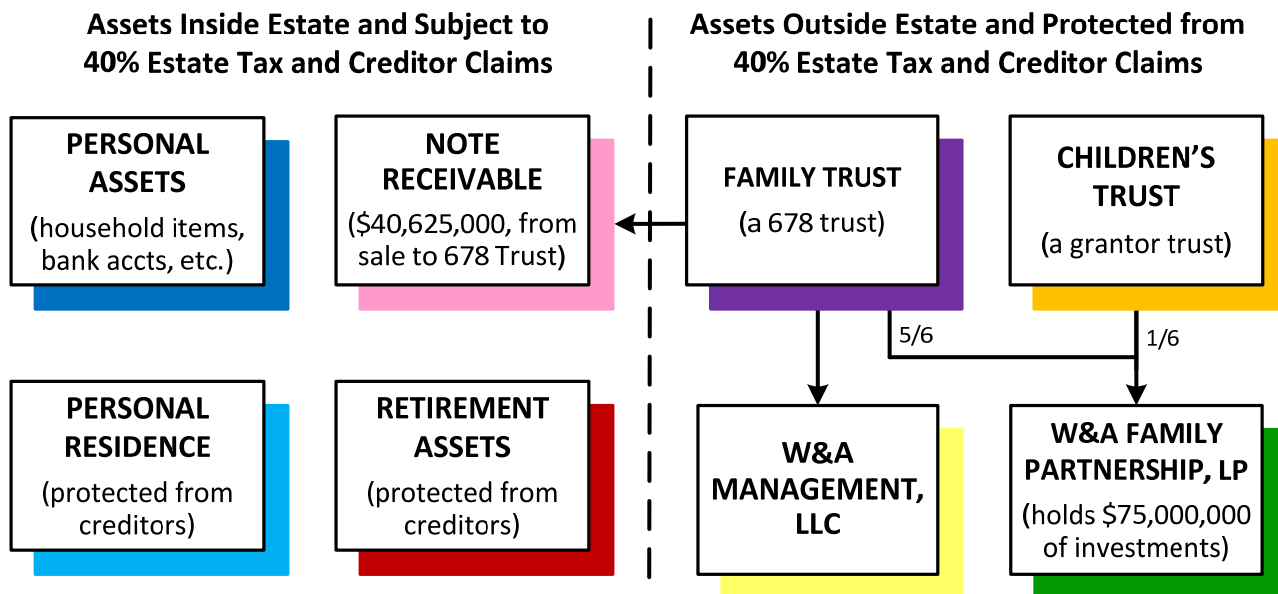 Assets Inside Estate and Subject to
40% Estate Tax and Creditor Claims
Assets Outside Estate and Protected from
40% Estate Tax and Creditor Claims
PERSONAL
ASSETS
(household items,
bank accts, etc.)
NOTE
RECEIVABLE
($40,625,000, from
sale to 678 Trust)
FAMILY TRUST
(a 678 trust)
CHILDREN’S
TRUST
(a grantor trust)
5/6
1/6
PERSONAL
RESIDENCE
(protected from
creditors)
RETIREMENT
ASSETS
(protected from
creditors)
W&A
MANAGEMENT,
LLC
W&A FAMILY
PARTNERSHIP, LP
(holds $75,000,000
of investments)